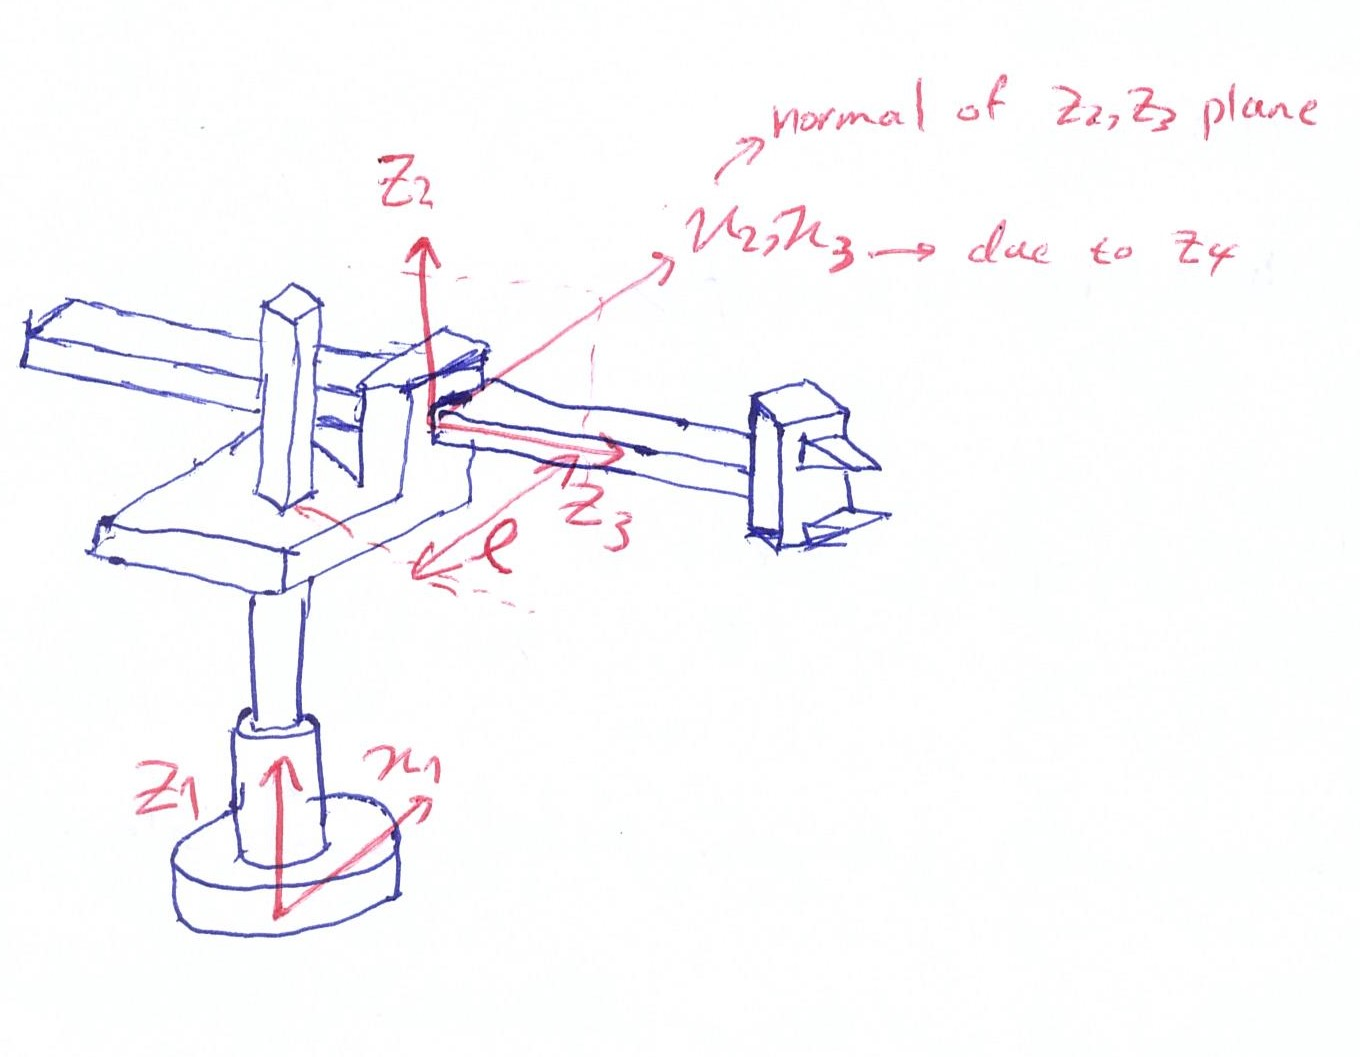 normal of Z2,Z3 plane
Z2
x2,x3 → due to Z4
Z3
l
Z1
x1